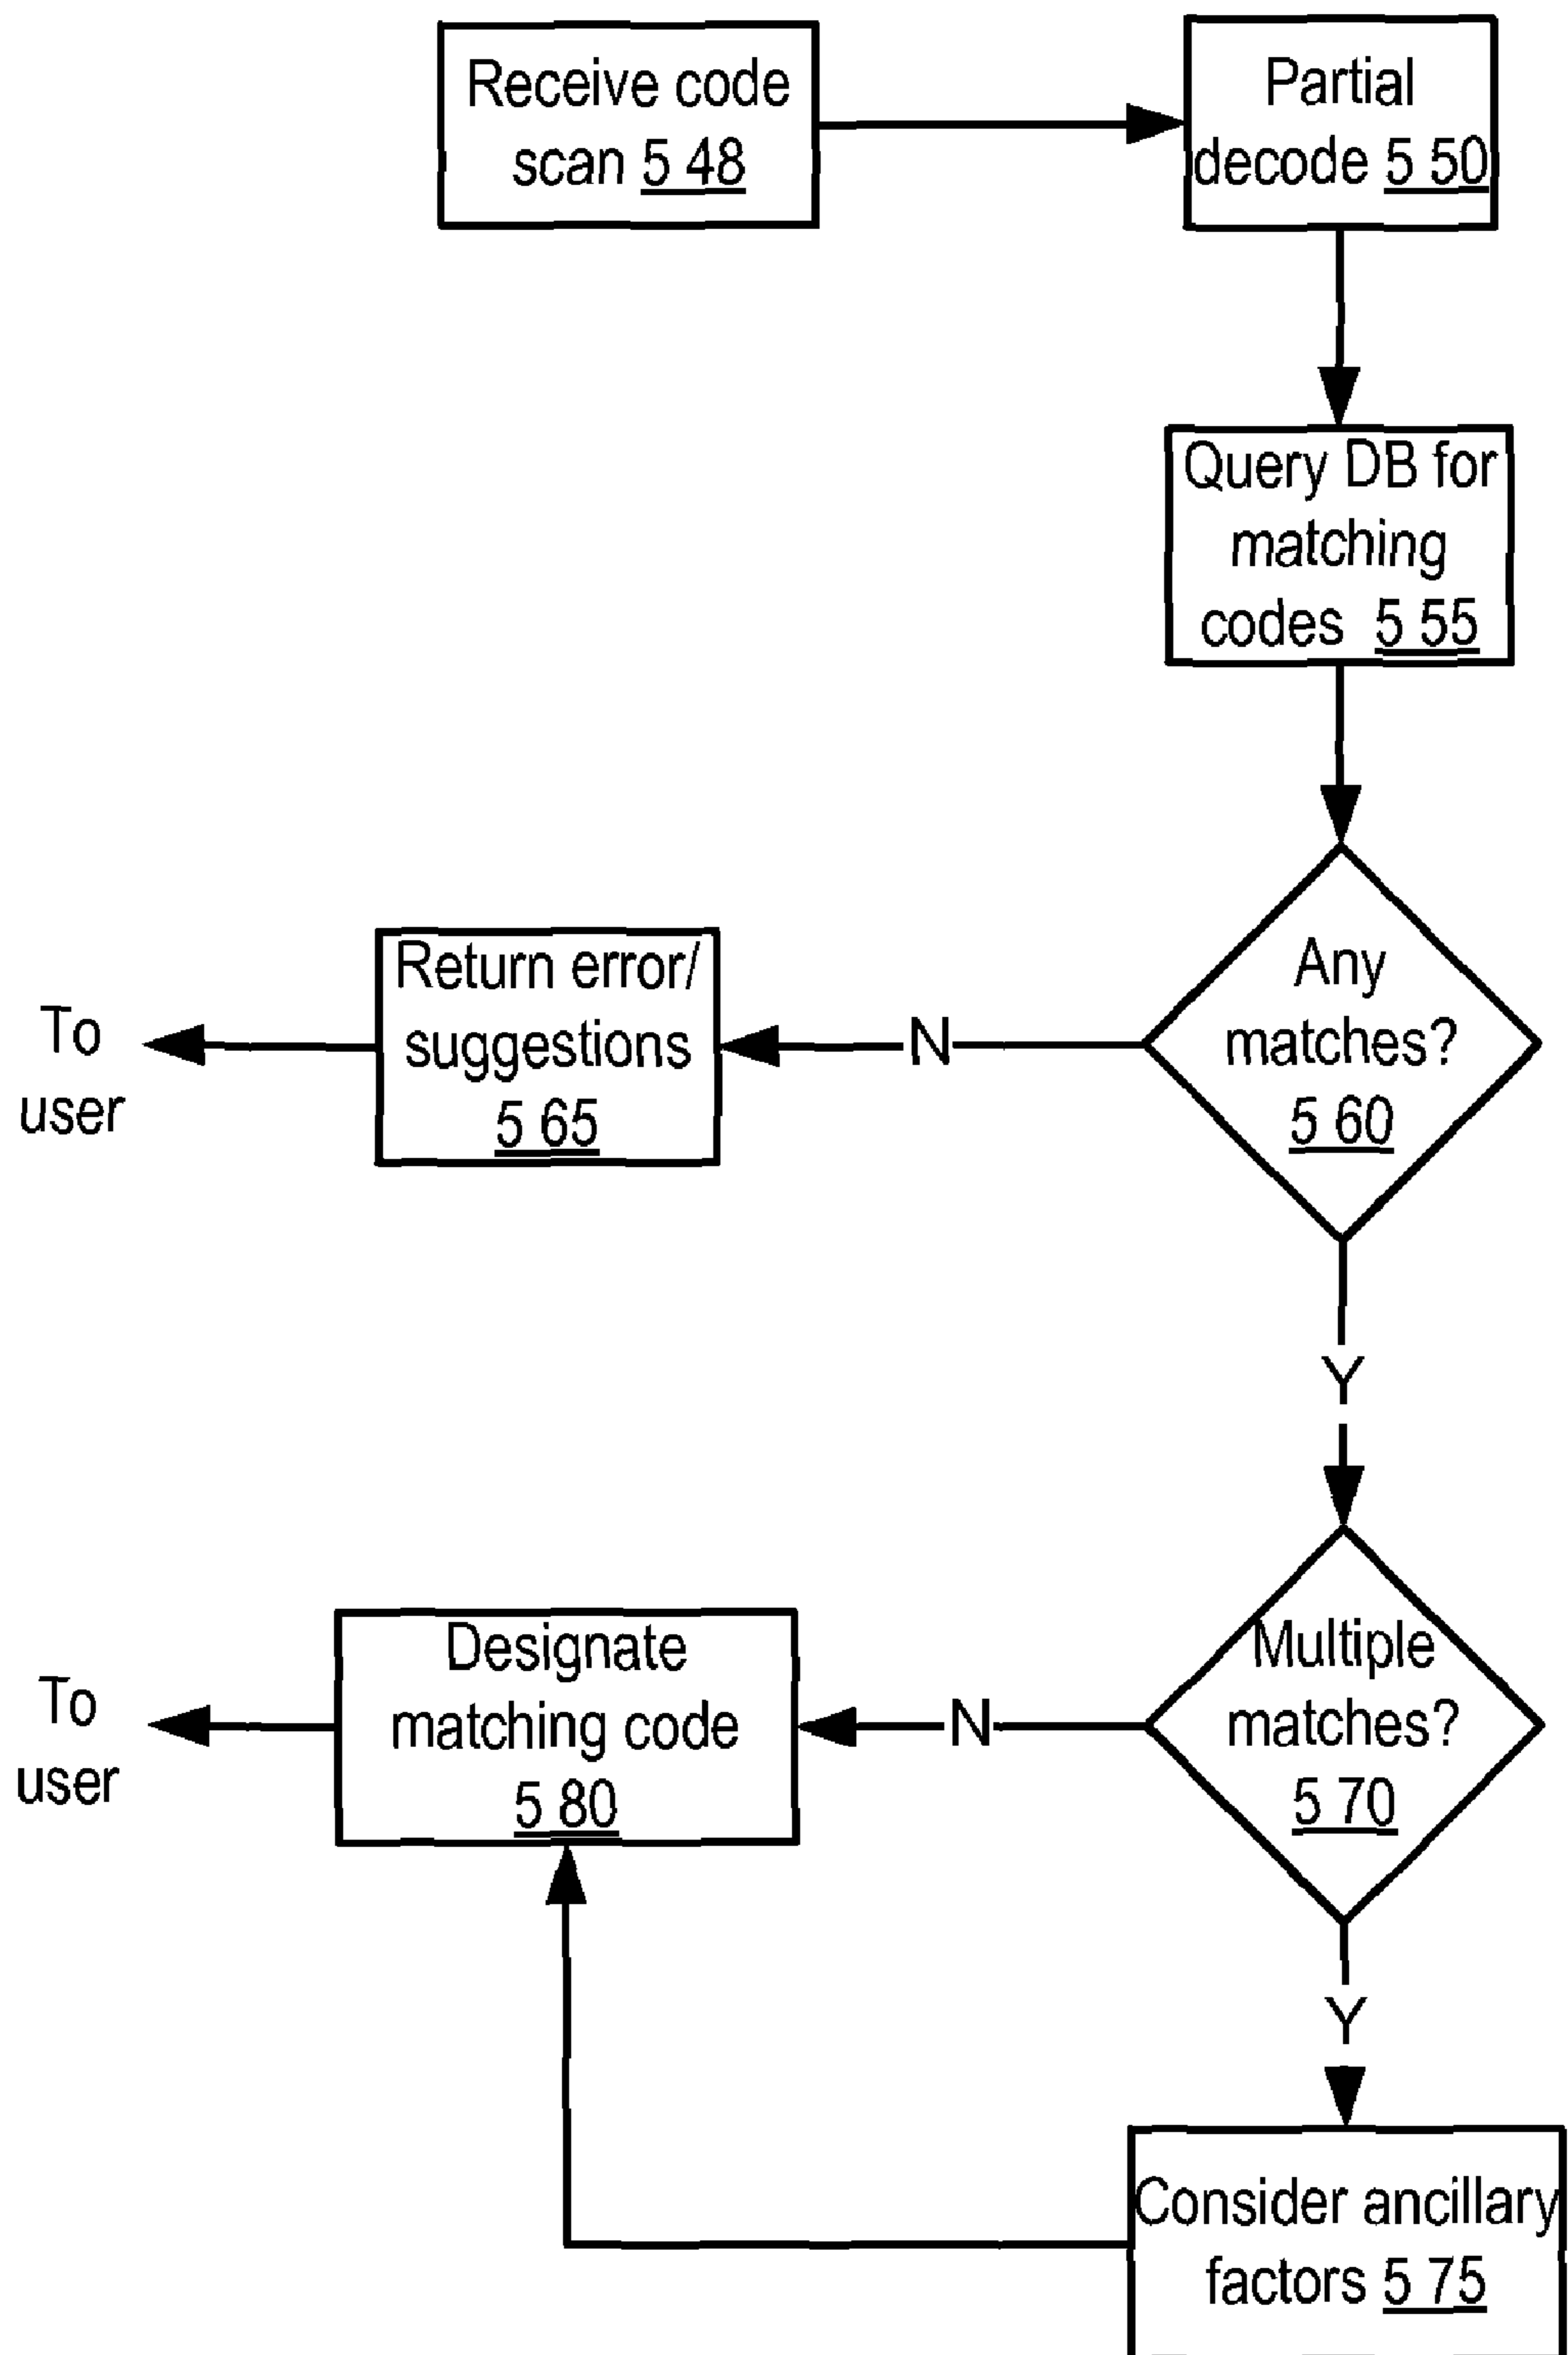 Receive code
scan 5 48
Partial
decode 5 50
Query DB for
matching
codes 5 55
Any
matches?
5 60
N
Return error/
suggestions
5 65
To
user
Y
Multiple
matches?
5 70
N
Designate
matching code
5 80
To
user
Y
Consider ancillary
factors 5 75